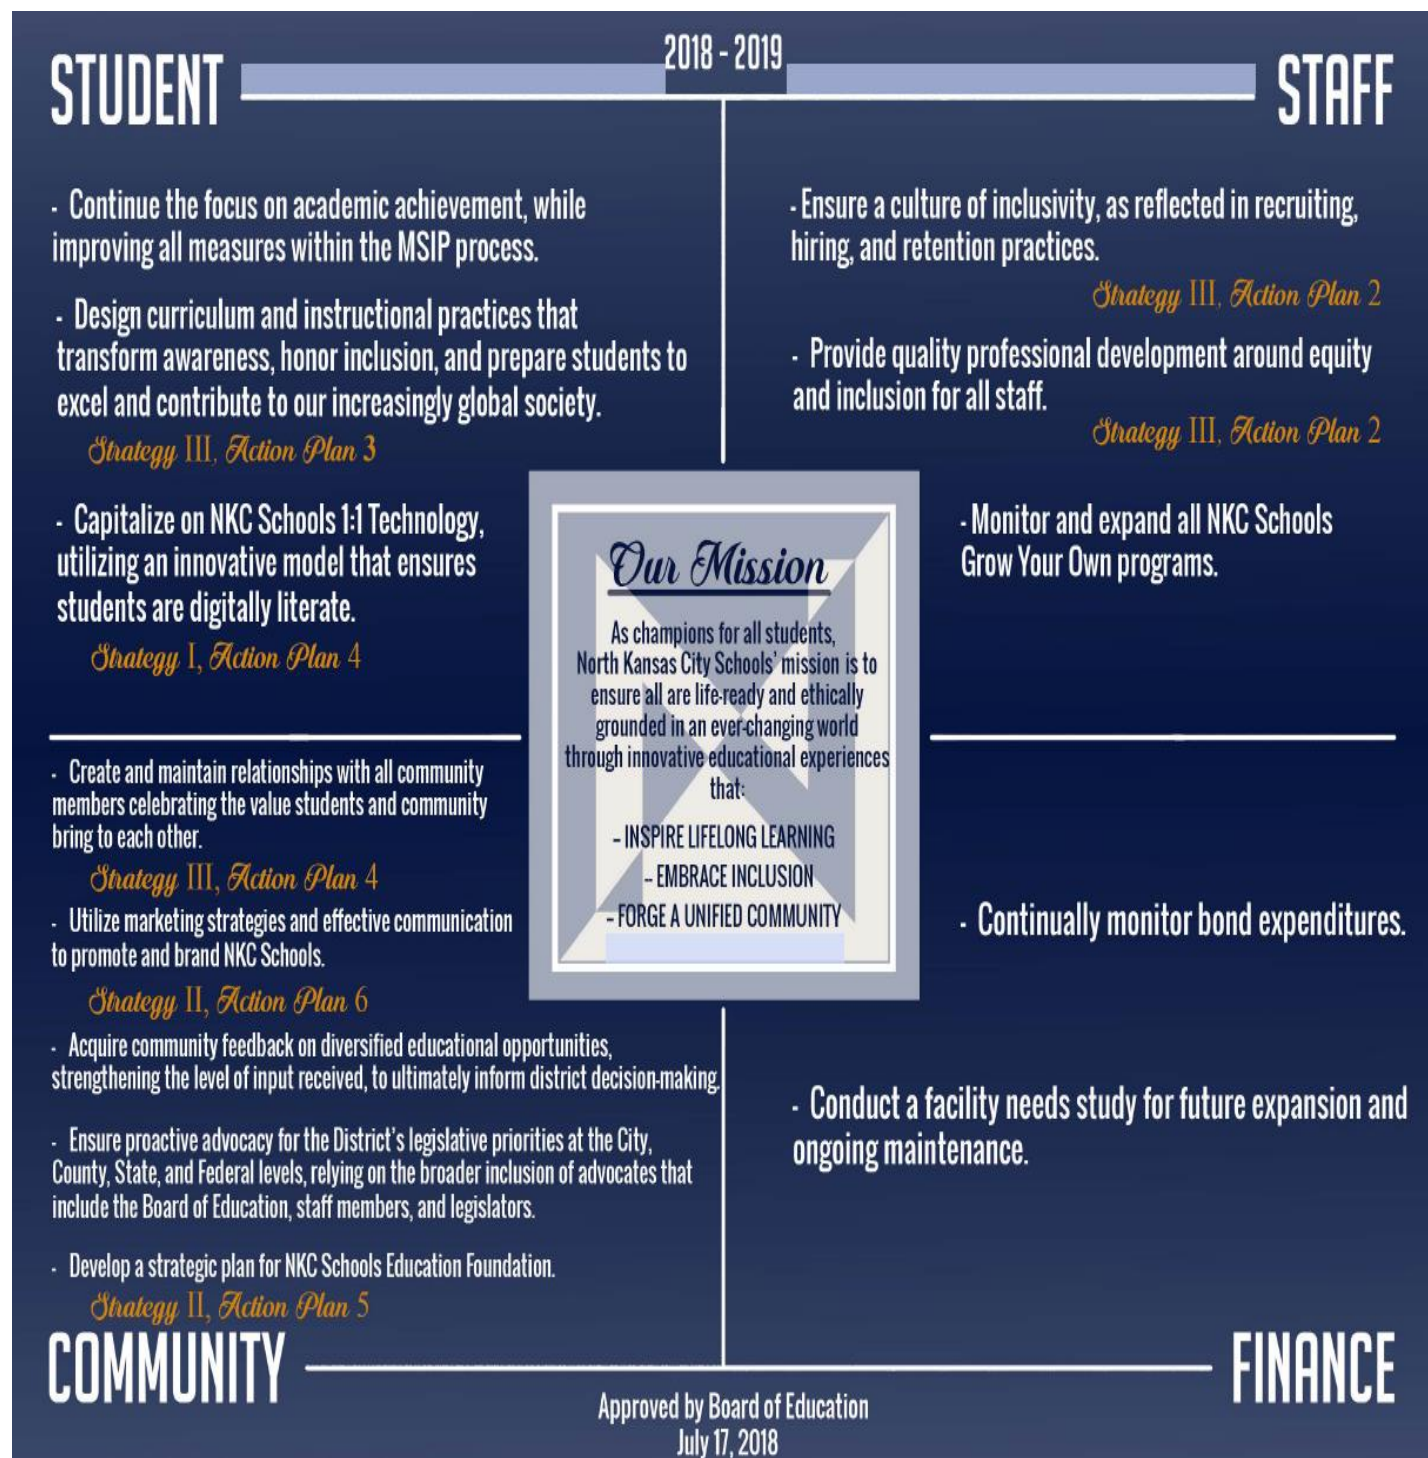 2018 - 2019
STUDENT
- Continue the focus on academic achievement, while
improving all measures within the MSIP process.
- Design curriculum and instructional practices that
transform awareness, honor inclusion, and prepare students to
excel and contribute to our increasingly global society.
Strategy III, Action Plan 3
- Capitalize on NKC Schools 1:1 Technology,
utilizing an innovative model that ensures
students are digitally literate.
Strategy I, Action Plan 4
STAFF
- Ensure a culture of inclusivity, as reflected in recruiting,
hiring, and retention practices.
Strategy III, Action Plan 2
- Provide quality professional development around equity
and inclusion for all staff.
Strategy III, Action Plan 2
- Monitor and expand all NKC Schools
Grow Your Own programs.
Our Mission
As champions for all students,
North Kansas City Schools' mission is to
ensure all are life-ready and ethically
grounded in an ever-changing world
through innovative educational experiences
that:
- INSPIRE LIFELONG LEARNING
- EMBRACE INCLUSION
- FORGE A UNIFIED COMMUNITY
- Create and maintain relationships with all community
members celebrating the value students and community
bring to each other.
Strategy III, Action Plan 4
- Utilize marketing strategies and effective communication
to promote and brand NKC Schools.
Strategy II, Action Plan 6
- Acquire community feedback on diversified educational opportunities,
strengthening the level of input received, to ultimately inform district decision-making.
- Ensure proactive advocacy for the District's legislative priorities at the City,
County, State, and Federal levels, relying on the broader inclusion of advocates that
include the Board of Education, staff members, and legislators.
- Develop a strategic plan for NKC Schools Education Foundation.
Strategy II, Action Plan 5
COMMUNITY
- Continually monitor bond expenditures.
- Conduct a facility needs study for future expansion and
ongoing maintenance.
FINANCE
Approved by Board of Education
July 17, 2018